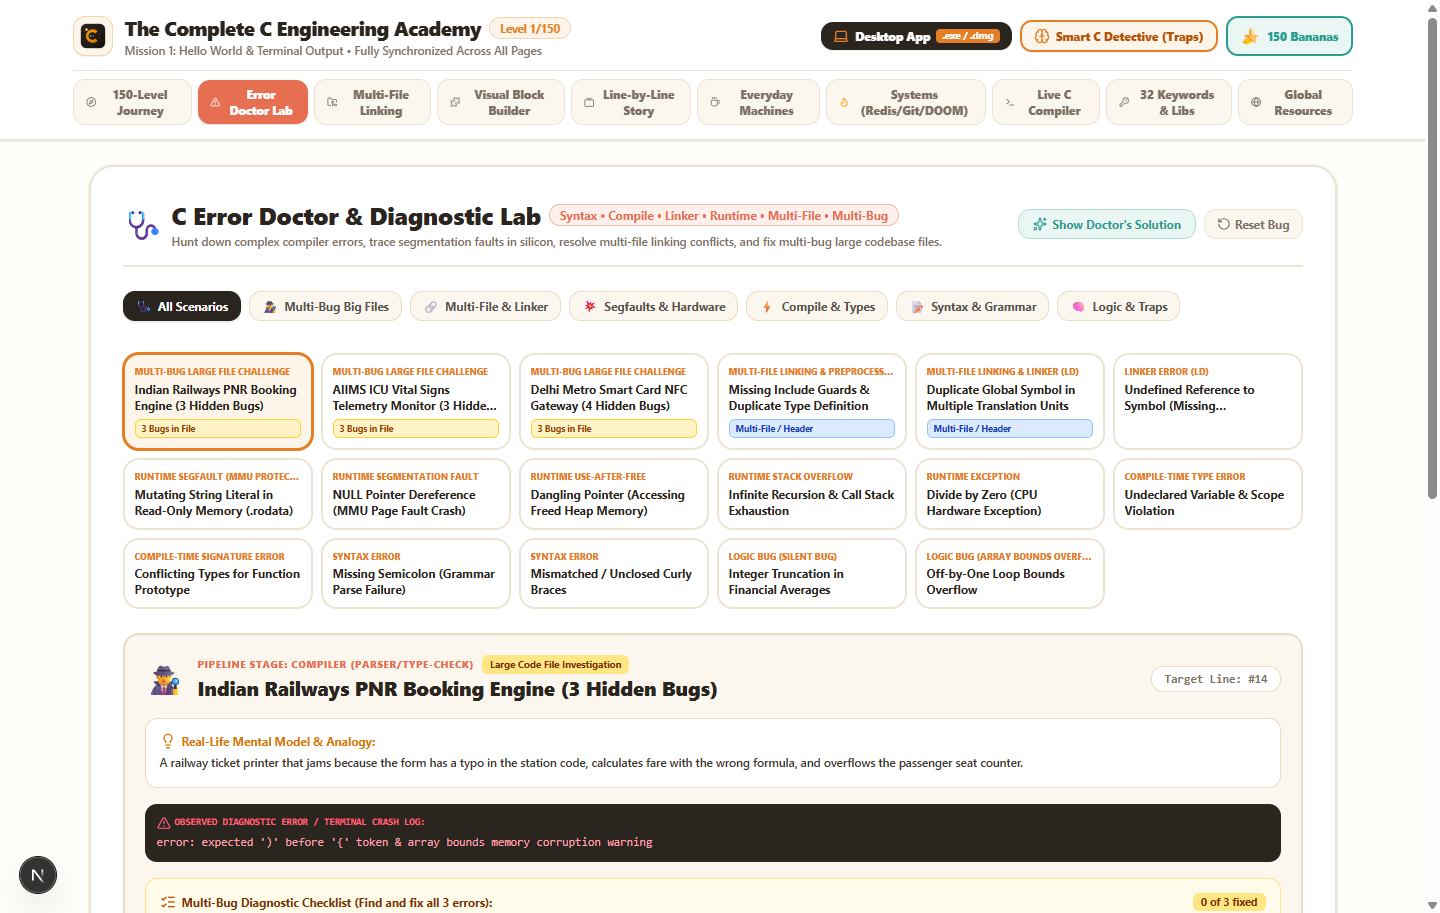 The Complete C Engineering Academy
Level 1/150
Mission 1: Hello World & Terminal Output • Fully Synchronized Across All Pages
Desktop App .exe / .dmg
Smart C Detective (Traps)
150 Bananas
150-Level Journey
Error Doctor Lab
Multi-File Linking
Visual Block Builder
Line-by-Line Story
Everyday Machines
Systems (Redis/Git/DOOM)
Live C Compiler
32 Keywords & Libs
Global Resources
C Error Doctor & Diagnostic Lab
Syntax • Compile • Linker • Runtime • Multi-File • Multi-Bug
Hunt down complex compiler errors, trace segmentation faults in silicon, resolve multi-file linking conflicts, and fix multi-bug large codebase files.
Show Doctor's Solution
Reset Bug
All Scenarios
Multi-Bug Big Files
Multi-File & Linker
Segfaults & Hardware
Compile & Types
Syntax & Grammar
Logic & Traps
MULTI-BUG LARGE FILE CHALLENGE
Indian Railways PNR Booking
Engine (3 Hidden Bugs)
3 Bugs in File
MULTI-BUG LARGE FILE CHALLENGE
AIIMS ICU Vital Signs
Telemetry Monitor (3 Hidde...
3 Bugs in File
MULTI-BUG LARGE FILE CHALLENGE
Delhi Metro Smart Card NFC
Gateway (4 Hidden Bugs)
3 Bugs in File
MULTI-FILE LINKING & PREPROCESS...
Missing Include Guards &
Duplicate Type Definition
Multi-File / Header
MULTI-FILE LINKING & LINKER (LD)
Duplicate Global Symbol in
Multiple Translation Units
Multi-File / Header
LINKER ERROR (LD)
Undefined Reference to
Symbol (Missing...
RUNTIME SEGFAULT (MMU PROTEC...
Mutating String Literal in
Read-Only Memory (.rodata)
RUNTIME SEGMENTATION FAULT
NULL Pointer Dereference
(MMU Page Fault Crash)
RUNTIME USE-AFTER-FREE
Dangling Pointer (Accessing
Freed Heap Memory)
RUNTIME STACK OVERFLOW
Infinite Recursion & Call Stack
Exhaustion
RUNTIME EXCEPTION
Divide by Zero (CPU
Hardware Exception)
COMPILE-TIME TYPE ERROR
Undeclared Variable & Scope
Violation
COMPILE-TIME SIGNATURE ERROR
Conflicting Types for Function
Prototype
SYNTAX ERROR
Missing Semicolon (Grammar
Parse Failure)
SYNTAX ERROR
Mismatched / Unclosed Curly
Braces
LOGIC BUG (SILENT BUG)
Integer Truncation in
Financial Averages
LOGIC BUG (ARRAY BOUNDS OVERF...
Off-by-One Loop Bounds
Overflow
PIPELINE STAGE: COMPILER (PARSER/TYPE-CHECK)
Large Code File Investigation
Indian Railways PNR Booking Engine (3 Hidden Bugs)
Target Line: #14
Real-Life Mental Model & Analogy:
A railway ticket printer that jams because the form has a typo in the station code, calculates fare with the wrong formula, and overflows the passenger seat counter.
OBSERVED DIAGNOSTIC ERROR / TERMINAL CRASH LOG:
error: expected ')' before '{' token & array bounds memory corruption warning
Multi-Bug Diagnostic Checklist (Find and fix all 3 errors):
0 of 3 fixed